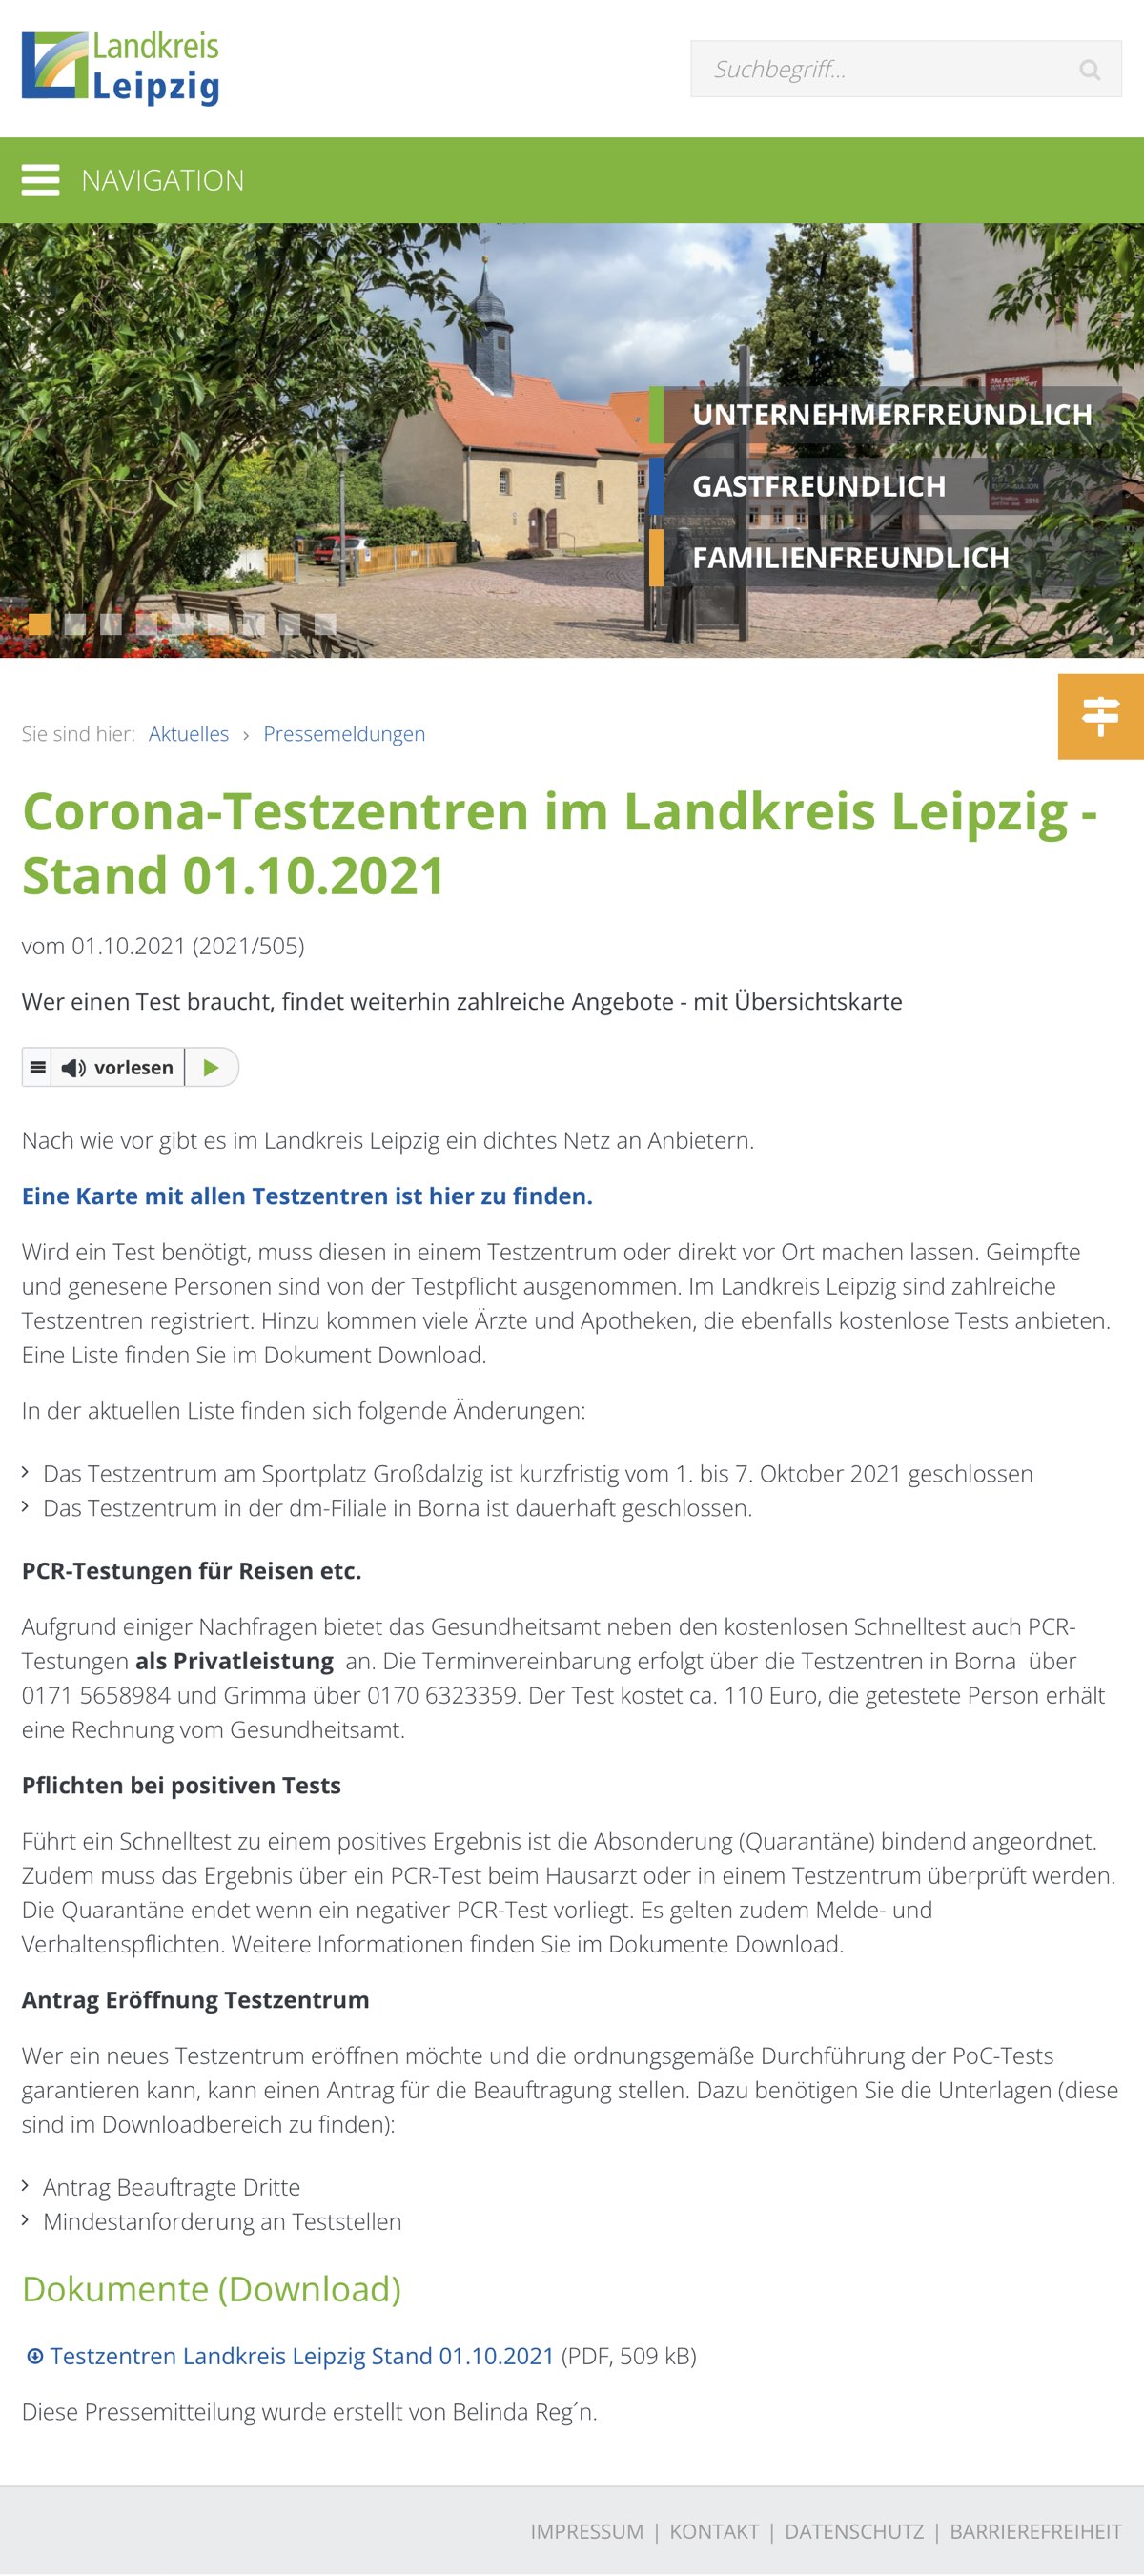 Landkreis
Leipzig
Suchbegriff...
NAVIGATION
UNTERNEHMERFREUNDLICH
GASTFREUNDLICH
FAMILIENFREUNDLICH
Sie sind hier: Aktuelles › Pressemeldungen
Corona-Testzentren im Landkreis Leipzig -
Stand 01.10.2021
vom 01.10.2021 (2021/505)
Wer einen Test braucht, findet weiterhin zahlreiche Angebote - mit Übersichtskarte
vorlesen
Nach wie vor gibt es im Landkreis Leipzig ein dichtes Netz an Anbietern.
Eine Karte mit allen Testzentren ist hier zu finden.
Wird ein Test benötigt, muss diesen in einem Testzentrum oder direkt vor Ort machen lassen. Geimpfte
und genesene Personen sind von der Testpflicht ausgenommen. Im Landkreis Leipzig sind zahlreiche
Testzentren registriert. Hinzu kommen viele Ärzte und Apotheken, die ebenfalls kostenlose Tests anbieten.
Eine Liste finden Sie im Dokument Download.
In der aktuellen Liste finden sich folgende Änderungen:
Das Testzentrum am Sportplatz Großdalzig ist kurzfristig vom 1. bis 7. Oktober 2021 geschlossen
Das Testzentrum in der dm-Filiale in Borna ist dauerhaft geschlossen.
PCR-Testungen für Reisen etc.
Aufgrund einiger Nachfragen bietet das Gesundheitsamt neben den kostenlosen Schnelltest auch PCR-
Testungen als Privatleistung an. Die Terminvereinbarung erfolgt über die Testzentren in Borna über
0171 5658984 und Grimma über 0170 6323359. Der Test kostet ca. 110 Euro, die getestete Person erhält
eine Rechnung vom Gesundheitsamt.
Pflichten bei positiven Tests
Führt ein Schnelltest zu einem positives Ergebnis ist die Absonderung (Quarantäne) bindend angeordnet.
Zudem muss das Ergebnis über ein PCR-Test beim Hausarzt oder in einem Testzentrum überprüft werden.
Die Quarantäne endet wenn ein negativer PCR-Test vorliegt. Es gelten zudem Melde- und
Verhaltenspflichten. Weitere Informationen finden Sie im Dokumente Download.
Antrag Eröffnung Testzentrum
Wer ein neues Testzentrum eröffnen möchte und die ordnungsgemäße Durchführung der PoC-Tests
garantieren kann, kann einen Antrag für die Beauftragung stellen. Dazu benötigen Sie die Unterlagen (diese
sind im Downloadbereich zu finden):
Antrag Beauftragte Dritte
Mindestanforderung an Teststellen
Dokumente (Download)
Testzentren Landkreis Leipzig Stand 01.10.2021 (PDF, 509 kB)
Diese Pressemitteilung wurde erstellt von Belinda Reg´n.
IMPRESSUM | KONTAKT | DATENSCHUTZ | BARRIEREFREIHEIT